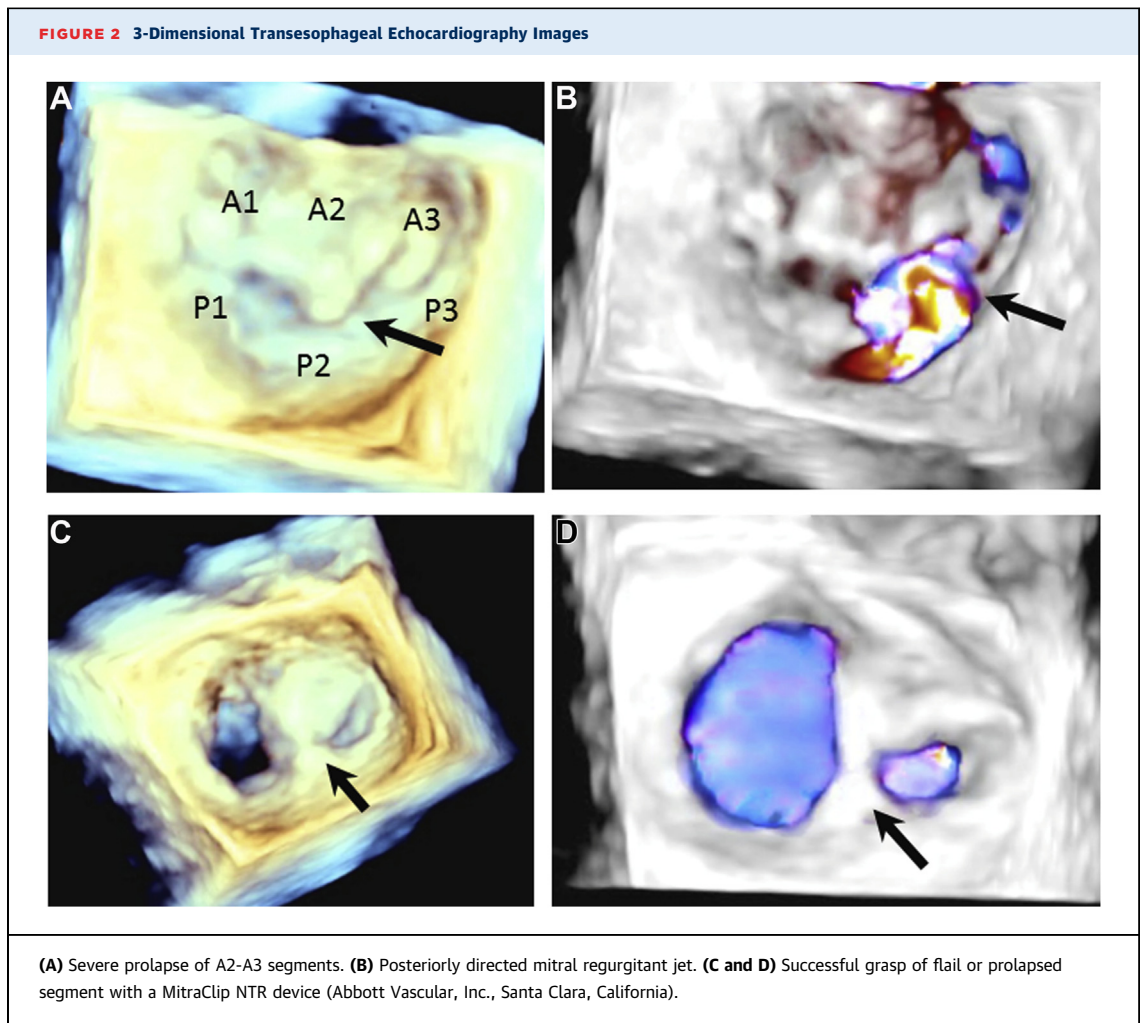 FIGURE 2 3-Dimensional Transesophageal Echocardiography Images
A
B
A1
A2
A3
P1
P3
P2
C
D
(A) Severe prolapse of A2-A3 segments. (B) Posteriorly directed mitral regurgitant jet. (C and D) Successful grasp of flail or prolapsed
segment with a MitraClip NTR device (Abbott Vascular, Inc., Santa Clara, California).